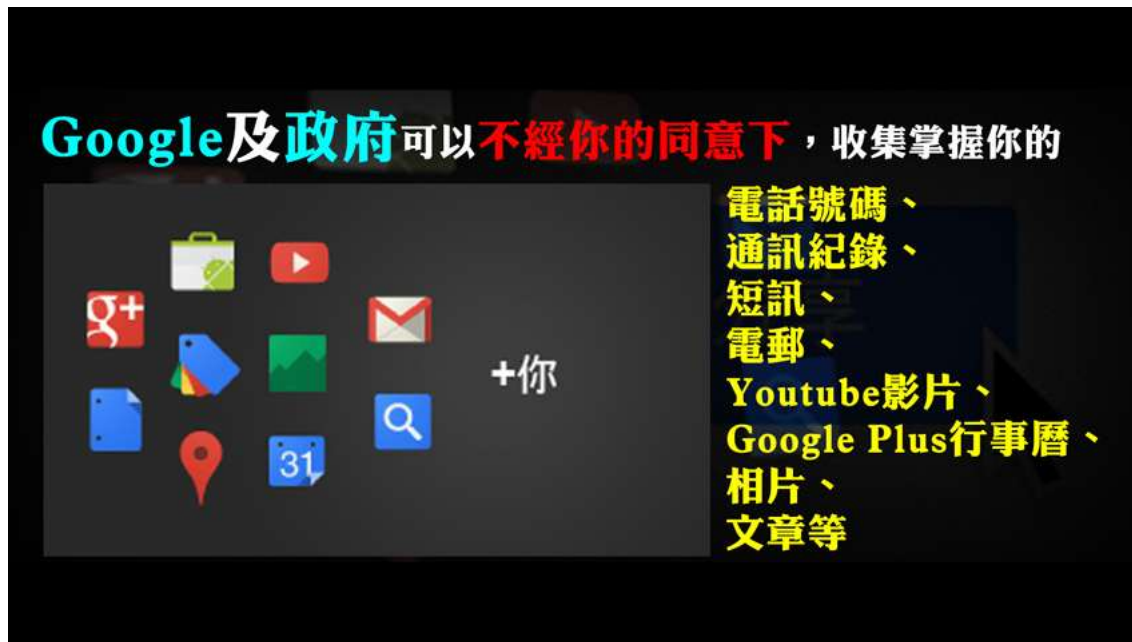 Google及政府可以不經你的同意下，收集掌握你的
電話號碼、
通訊紀錄、
短訊、
電郵、
Youtube影片、
Google Plus行事曆、
相片、
文章等
g+
+你
31